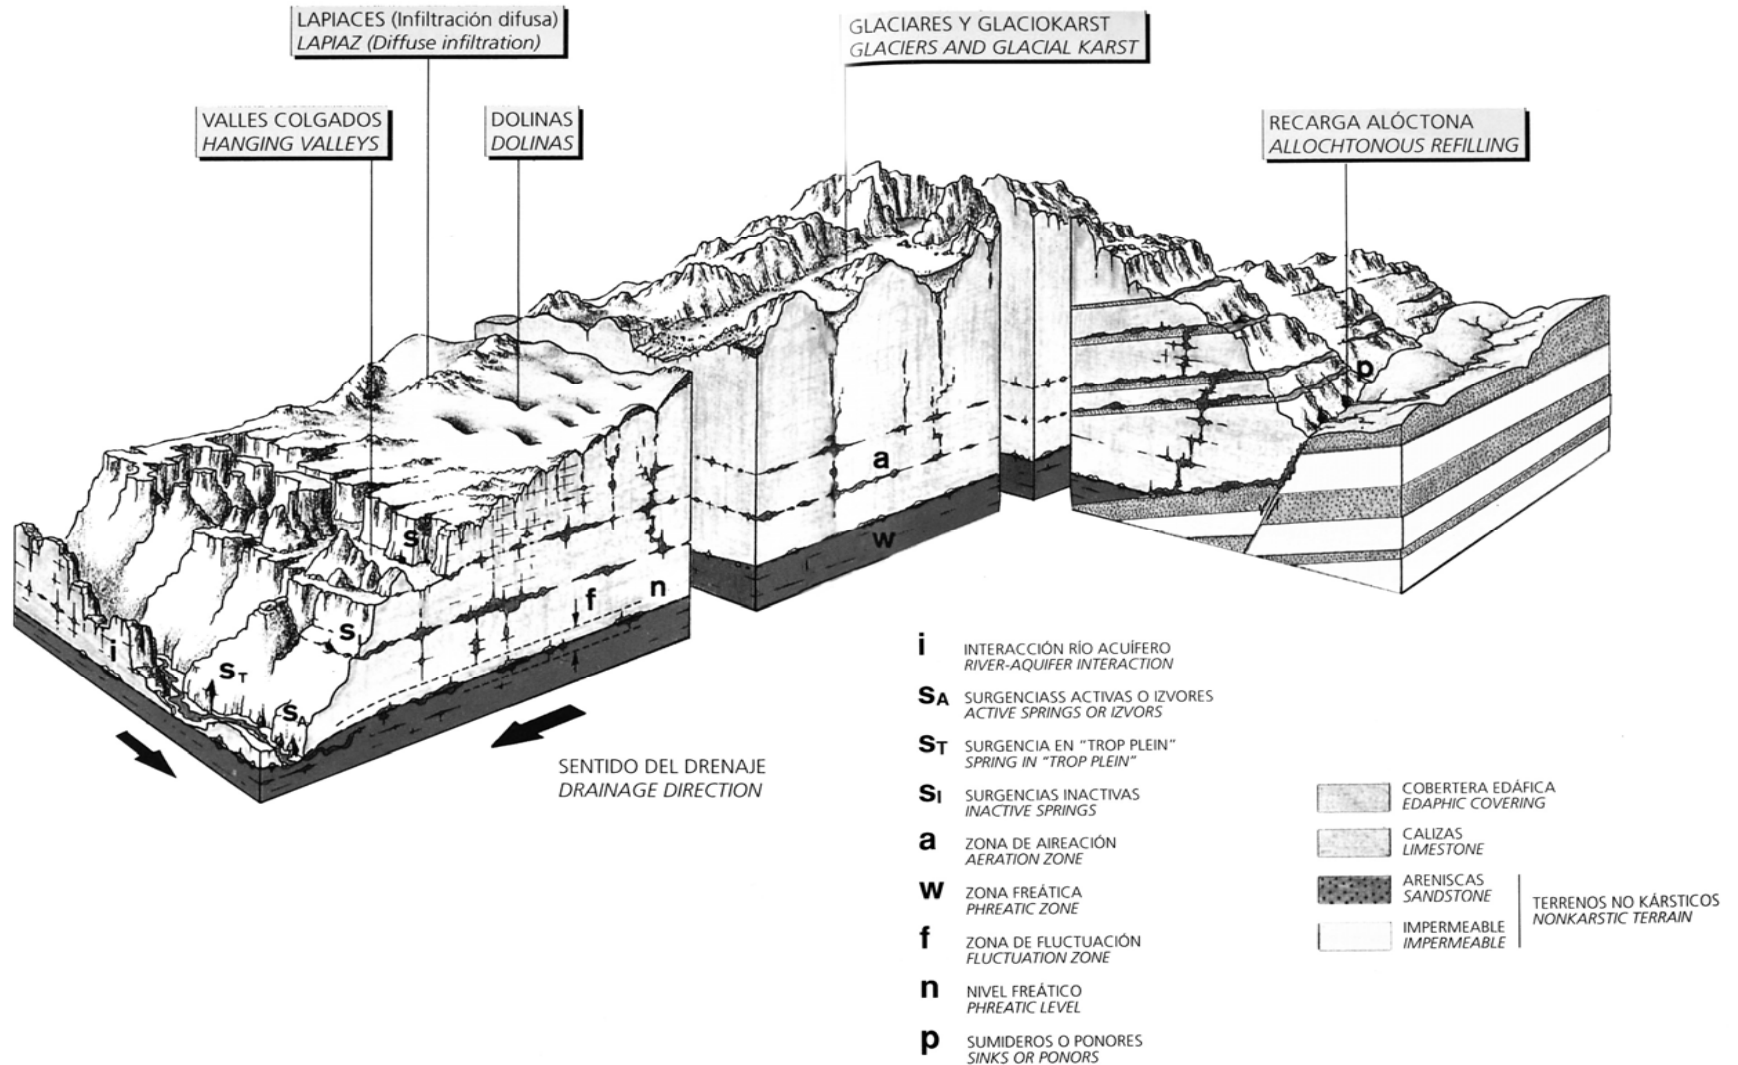 LAPIACES (Infiltración difusa)
LAPIAZ (Diffuse infiltration)
GLACIARES Y GLACIOKARST
GLACIERS AND GLACIAL KARST
VALLES COLGADOS
HANGING VALLEYS
DOLINAS
DOLINAS
RECARGA ALÓCTONA
ALLOCHTONOUS REFILLING
p
a
w
s
f
n
SI
i
ST
SA
SENTIDO DEL DRENAJE
DRAINAGE DIRECTION
i INTERACCIÓN RÍO ACUÍFERO
RIVER-AQUIFER INTERACTION
SA SURGENCIASS ACTIVAS O IZVORES
ACTIVE SPRINGS OR IZVORS
ST SURGENCIA EN "TROP PLEIN"
SPRING IN "TROP PLEIN"
SI SURGENCIAS INACTIVAS
INACTIVE SPRINGS
a ZONA DE AIREACIÓN
AERATION ZONE
w ZONA FREÁTICA
PHREATIC ZONE
f ZONA DE FLUCTUACIÓN
FLUCTUATION ZONE
n NIVEL FREÁTICO
PHREATIC LEVEL
p SUMIDEROS O PONORES
SINKS OR PONORS
COBERTERA EDÁFICA
EDAPHIC COVERING
CALIZAS
LIMESTONE
ARENISCAS
SANDSTONE
IMPERMEABLE
IMPERMEABLE
TERRENOS NO KÁRSTICOS
NONKARSTIC TERRAIN